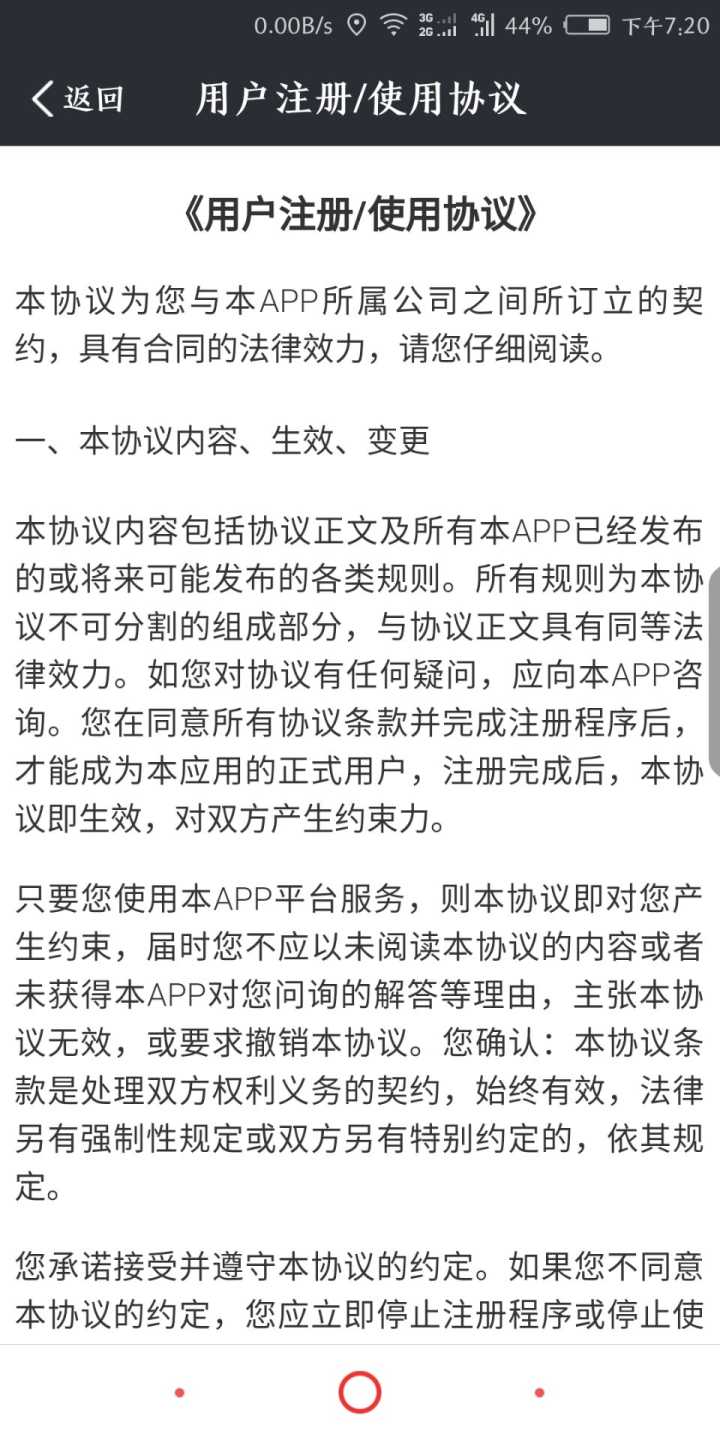 0.00B/s 3G 2G 4G 44% 下午7:20
返回 用户注册/使用协议
《用户注册/使用协议》
本协议为您与本APP所属公司之间所订立的契
约，具有合同的法律效力，请您仔细阅读。
一、本协议内容、生效、变更
本协议内容包括协议正文及所有本APP已经发布
的或将来可能发布的各类规则。所有规则为本协
议不可分割的组成部分，与协议正文具有同等法
律效力。如您对协议有任何疑问，应向本APP咨
询。您在同意所有协议条款并完成注册程序后，
才能成为本应用的正式用户，注册完成后，本协
议即生效，对双方产生约束力。
只要您使用本APP平台服务，则本协议即对您产
生约束，届时您不应以未阅读本协议的内容或者
未获得本APP对您问询的解答等理由，主张本协
议无效，或要求撤销本协议。您确认：本协议条
款是处理双方权利义务的契约，始终有效，法律
另有强制性规定或双方另有特别约定的，依其规
定。
您承诺接受并遵守本协议的约定。如果您不同意
本协议的约定，您应立即停止注册程序或停止使